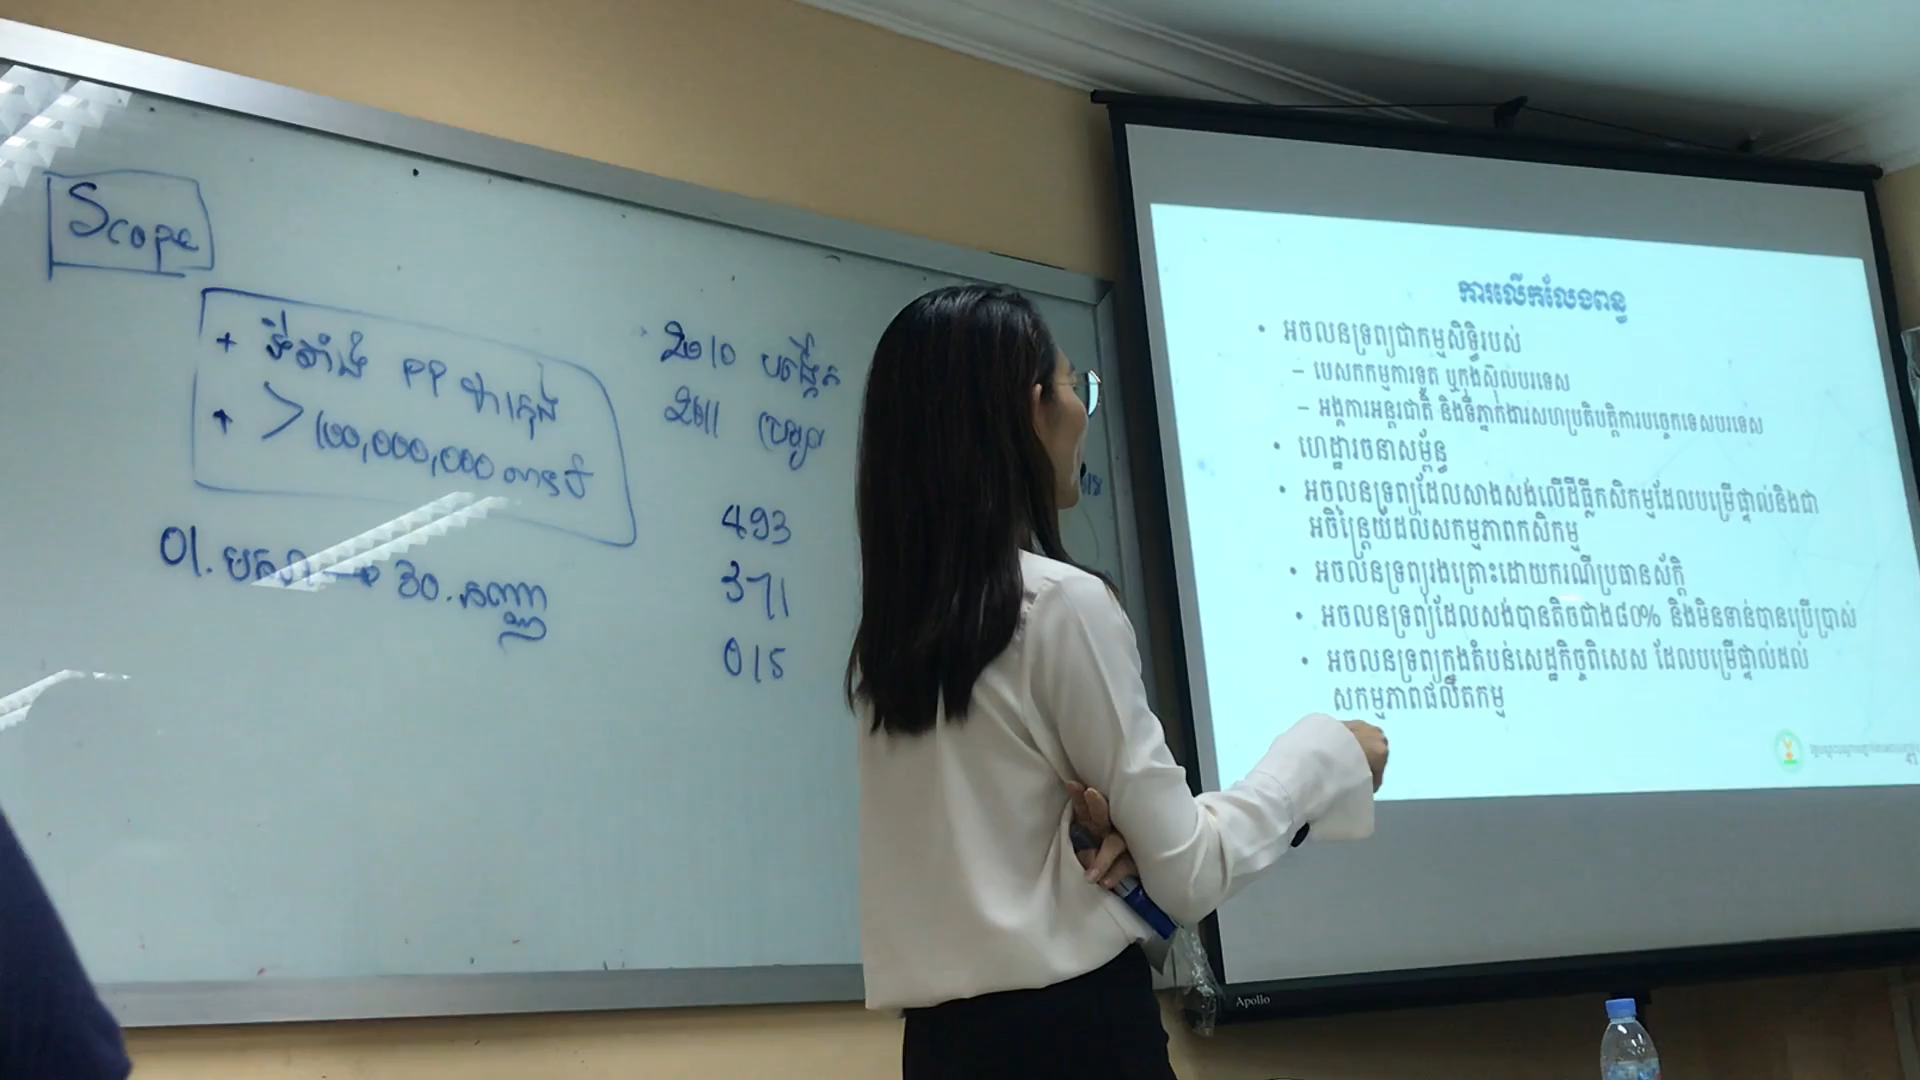 Scope
+ ទីតាំង PP ឬក្រុង
+ > 100,000,000 លានរៀល
01. មករា → 30. កញ្ញា
2010 បង្កើត
2011 ប្រមូល
493
371
015
ការលើកលែងពន្ធ
• អចលនទ្រព្យជាកម្មសិទ្ធិរបស់
– បេសកកម្មការទូត ឬកុងស៊ុលបរទេស
– អង្គការអន្តរជាតិ និងទីភ្នាក់ងារសហប្រតិបត្តិការបច្ចេកទេសបរទេស
• ហេដ្ឋារចនាសម្ព័ន្ធ
• អចលនទ្រព្យដែលសាងសង់លើដីធ្លីកសិកម្មដែលបម្រើផ្ទាល់និងជា
អចិន្ត្រៃយ៍ដល់សកម្មភាពកសិកម្ម
• អចលនទ្រព្យរងគ្រោះដោយករណីប្រធានស័ក្តិ
• អចលនទ្រព្យដែលសង់បានតិចជាង៨០% និងមិនទាន់បានប្រើប្រាស់
• អចលនទ្រព្យក្នុងតំបន់សេដ្ឋកិច្ចពិសេស ដែលបម្រើផ្ទាល់ដល់
សកម្មភាពផលិតកម្ម
Apollo